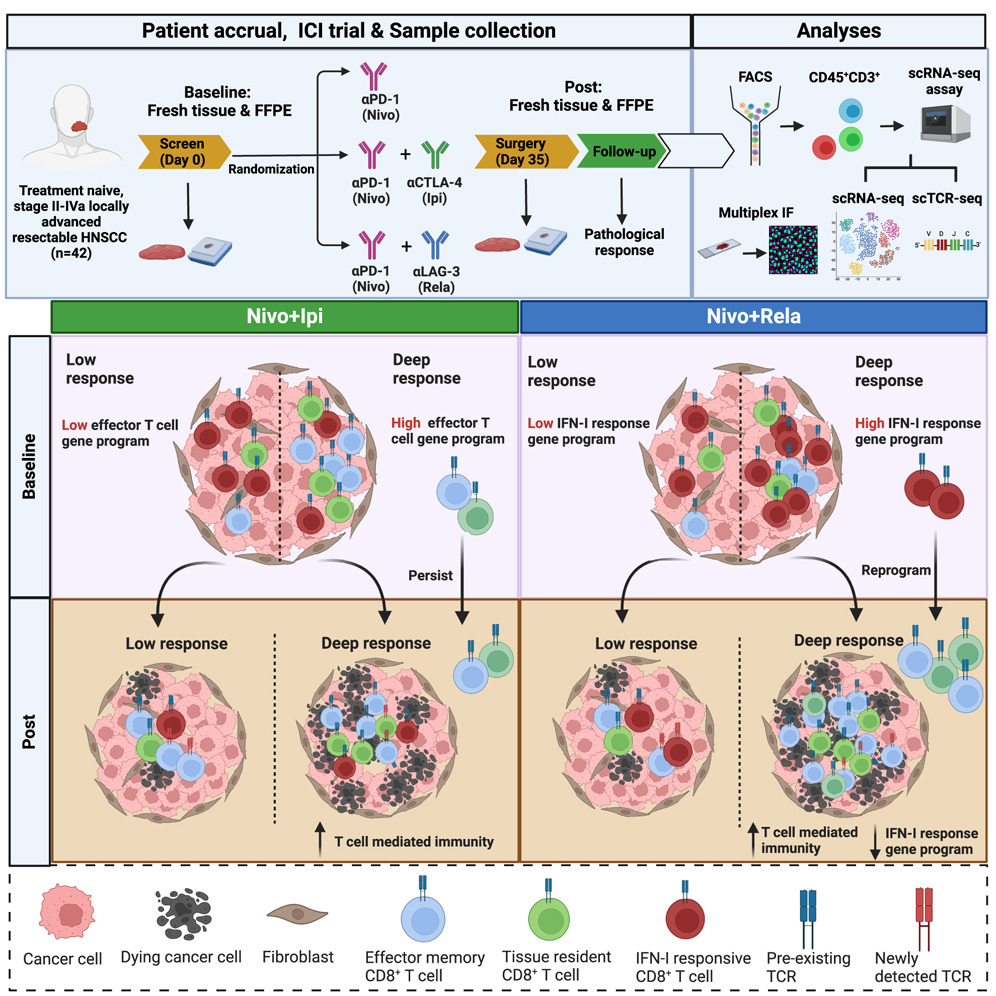 Patient accrual, ICI trial & Sample collection
Analyses
Baseline:
Fresh tissue & FFPE
Screen
(Day 0)
Randomization
Treatment naive,
stage II-IVa locally
advanced
resectable HNSCC
(n=42)
αPD-1
(Nivo)
+
αPD-1
(Nivo)
αCTLA-4
(Ipi)
+
αPD-1
(Nivo)
αLAG-3
(Rela)
Post:
Fresh tissue & FFPE
Surgery
(Day 35)
Follow-up
Pathological
response
FACS
CD45⁺CD3⁺
scRNA-seq
assay
scRNA-seq
scTCR-seq
Multiplex IF
V D J C
5'- -3'
Nivo+Ipi
Nivo+Rela
Baseline
Low
response
Deep
response
Low effector T cell
gene program
High effector T
cell gene program
Persist
Low
response
Deep
response
Low IFN-I response
gene program
High IFN-I response
gene program
Reprogram
Post
Low response
Deep response
T cell mediated immunity
Low response
Deep response
T cell mediated
immunity
IFN-I response
gene program
Cancer cell
Dying cancer cell
Fibroblast
Effector memory
CD8⁺ T cell
Tissue resident
CD8⁺ T cell
IFN-I responsive
CD8⁺ T cell
Pre-existing
TCR
Newly
detected TCR